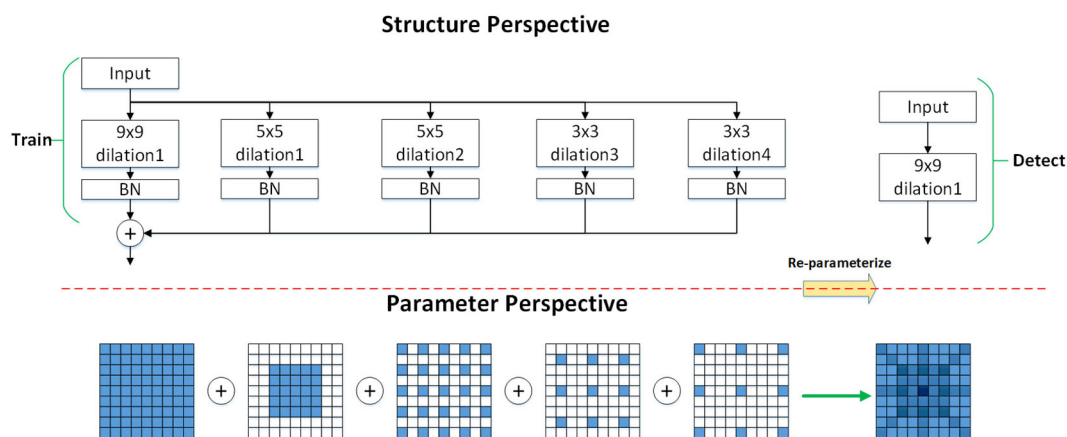 Structure Perspective
Train
Input
9x9
dilation1
BN
5x5
dilation1
BN
5x5
dilation2
BN
3x3
dilation3
BN
3x3
dilation4
BN
+
Input
9x9
dilation1
Detect
Re-parameterize
Parameter Perspective
+
+
+
+